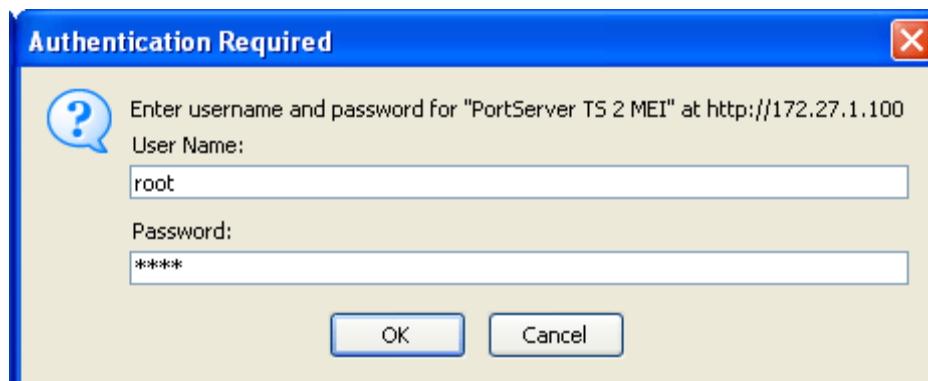 Authentication Required
Enter username and password for "PortServer TS 2 MEI" at http://172.27.1.100
User Name:
root
Password:
****
OK Cancel